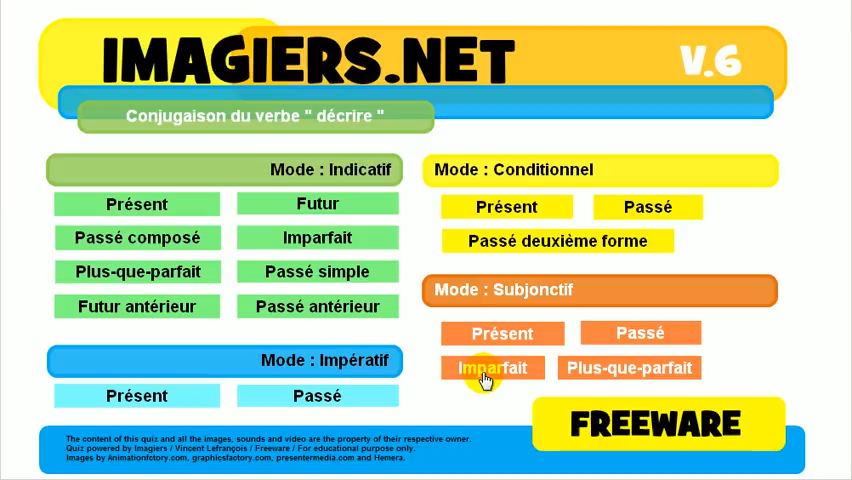 IMAGIERS.NET
V.6
Conjugaison du verbe " décrire "
Mode : Indicatif
Présent
Futur
Passé composé
Imparfait
Plus-que-parfait
Passé simple
Futur antérieur
Passé antérieur
Mode : Impératif
Présent
Passé
Mode : Conditionnel
Présent
Passé
Passé deuxième forme
Mode : Subjonctif
Présent
Passé
Imparfait
Plus-que-parfait
FREEWARE
The content of this quiz and all the images, sounds and video are the property of their respective owner.
Quiz powered by Imagiers / Vincent Lefrançois / Freeware / For educational purpose only.
Images by Animationfctory.com, graphicsfactory.com, presentermedia.com and Hemera.